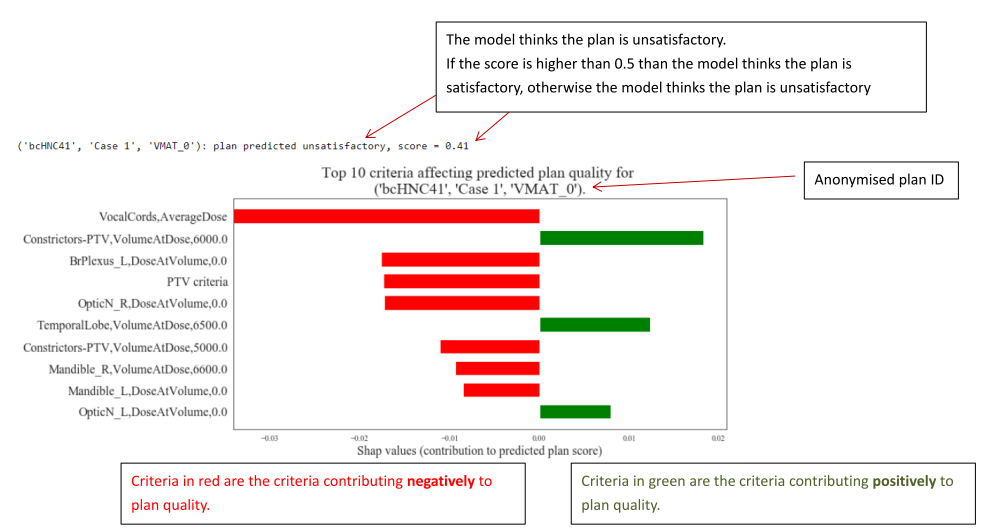 The model thinks the plan is unsatisfactory.
If the score is higher than 0.5 than the model thinks the plan is
satisfactory, otherwise the model thinks the plan is unsatisfactory
('bcHNC41', 'Case 1', 'VMAT_0'): plan predicted unsatisfactory, score = 0.41
Top 10 criteria affecting predicted plan quality for
('bcHNC41', 'Case 1', 'VMAT_0').
Anonymised plan ID
VocalCords,AverageDose
Constrictors-PTV,VolumeAtDose,6000.0
BrPlexus_L,DoseAtVolume,0.0
PTV criteria
OpticN_R,DoseAtVolume,0.0
TemporalLobe,VolumeAtDose,6500.0
Constrictors-PTV,VolumeAtDose,5000.0
Mandible_R,VolumeAtDose,6600.0
Mandible_L,DoseAtVolume,0.0
OpticN_L,DoseAtVolume,0.0
−0.03 −0.02 −0.01 0.00 0.01 0.02
Shap values (contribution to predicted plan score)
Criteria in red are the criteria contributing negatively to
plan quality.
Criteria in green are the criteria contributing positively to
plan quality.